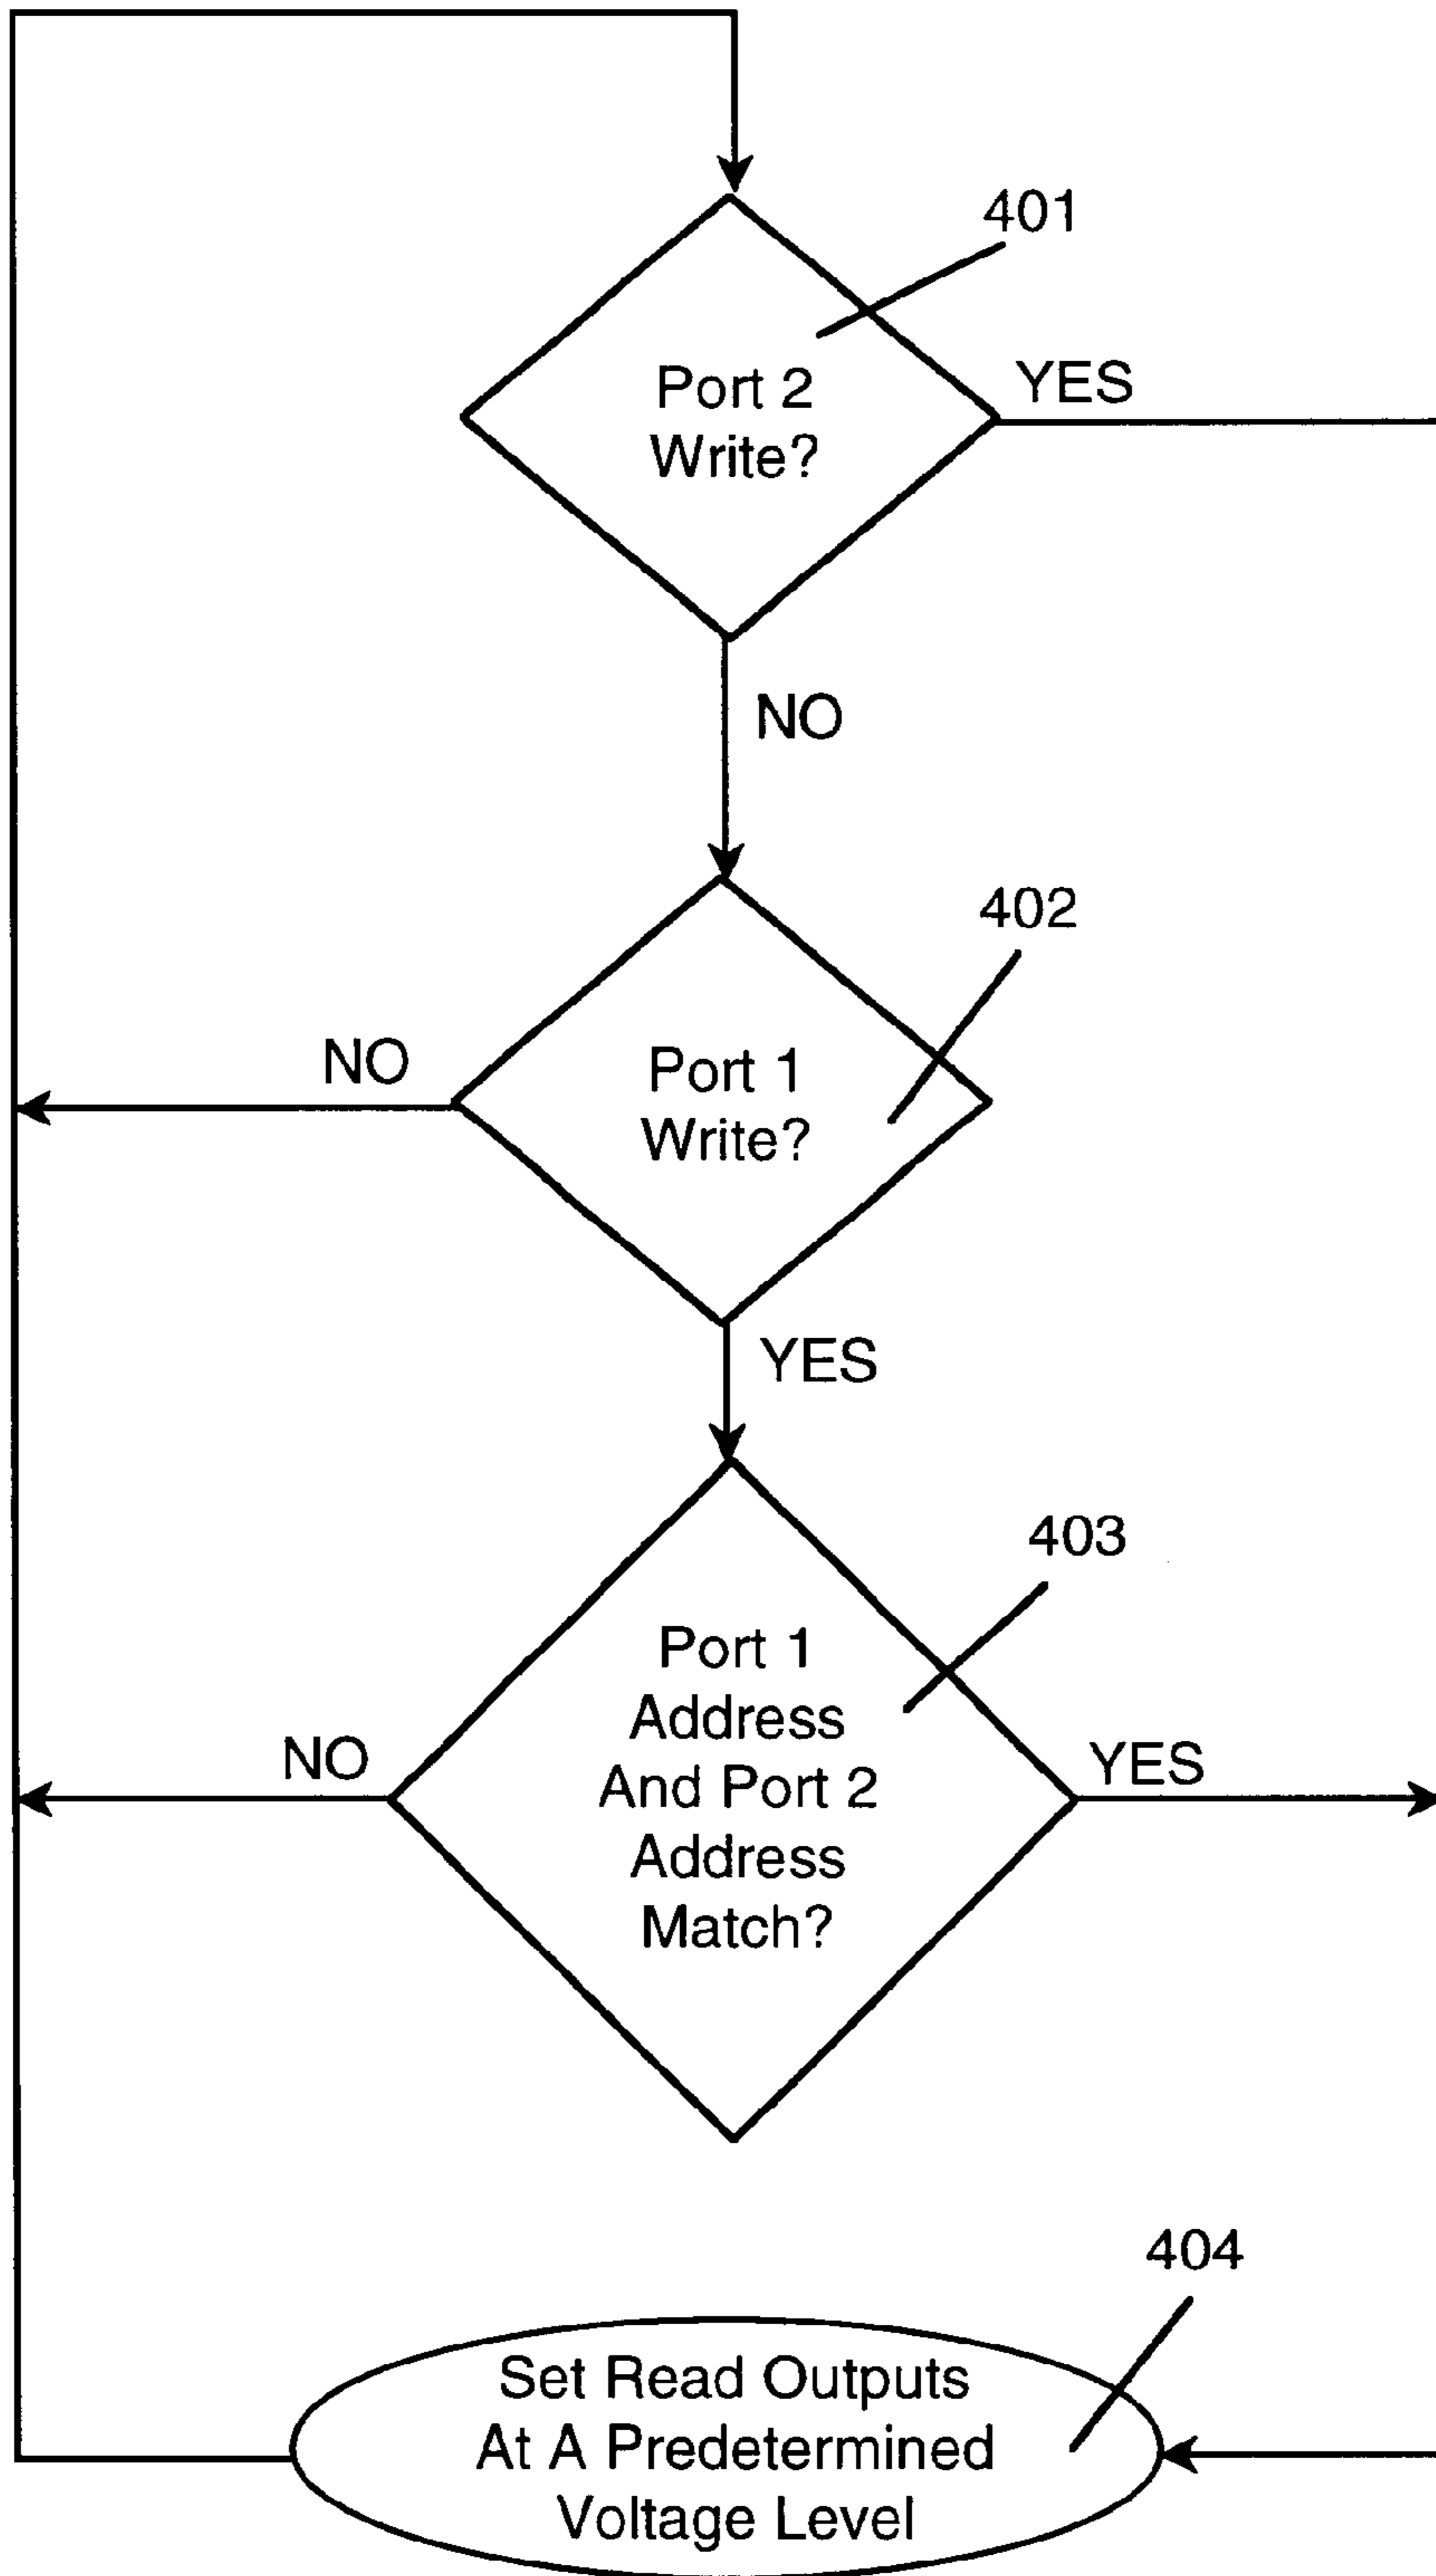 401
Port 2
Write?
YES
NO
402
Port 1
Write?
NO
YES
403
Port 1
Address
And Port 2
Address
Match?
NO
YES
404
Set Read Outputs
At A Predetermined
Voltage Level